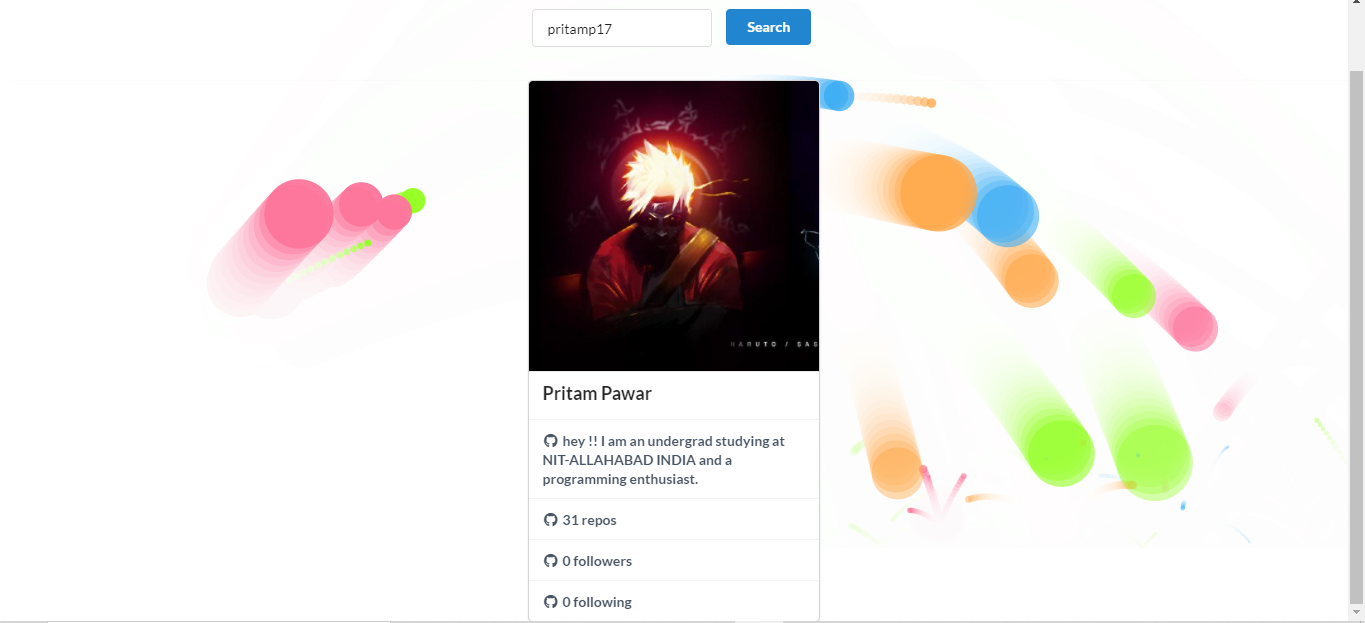 pritamp17
Search
NARUTO / SAS
Pritam Pawar
hey !! I am an undergrad studying at
NIT-ALLAHABAD INDIA and a
programming enthusiast.
31 repos
0 followers
0 following